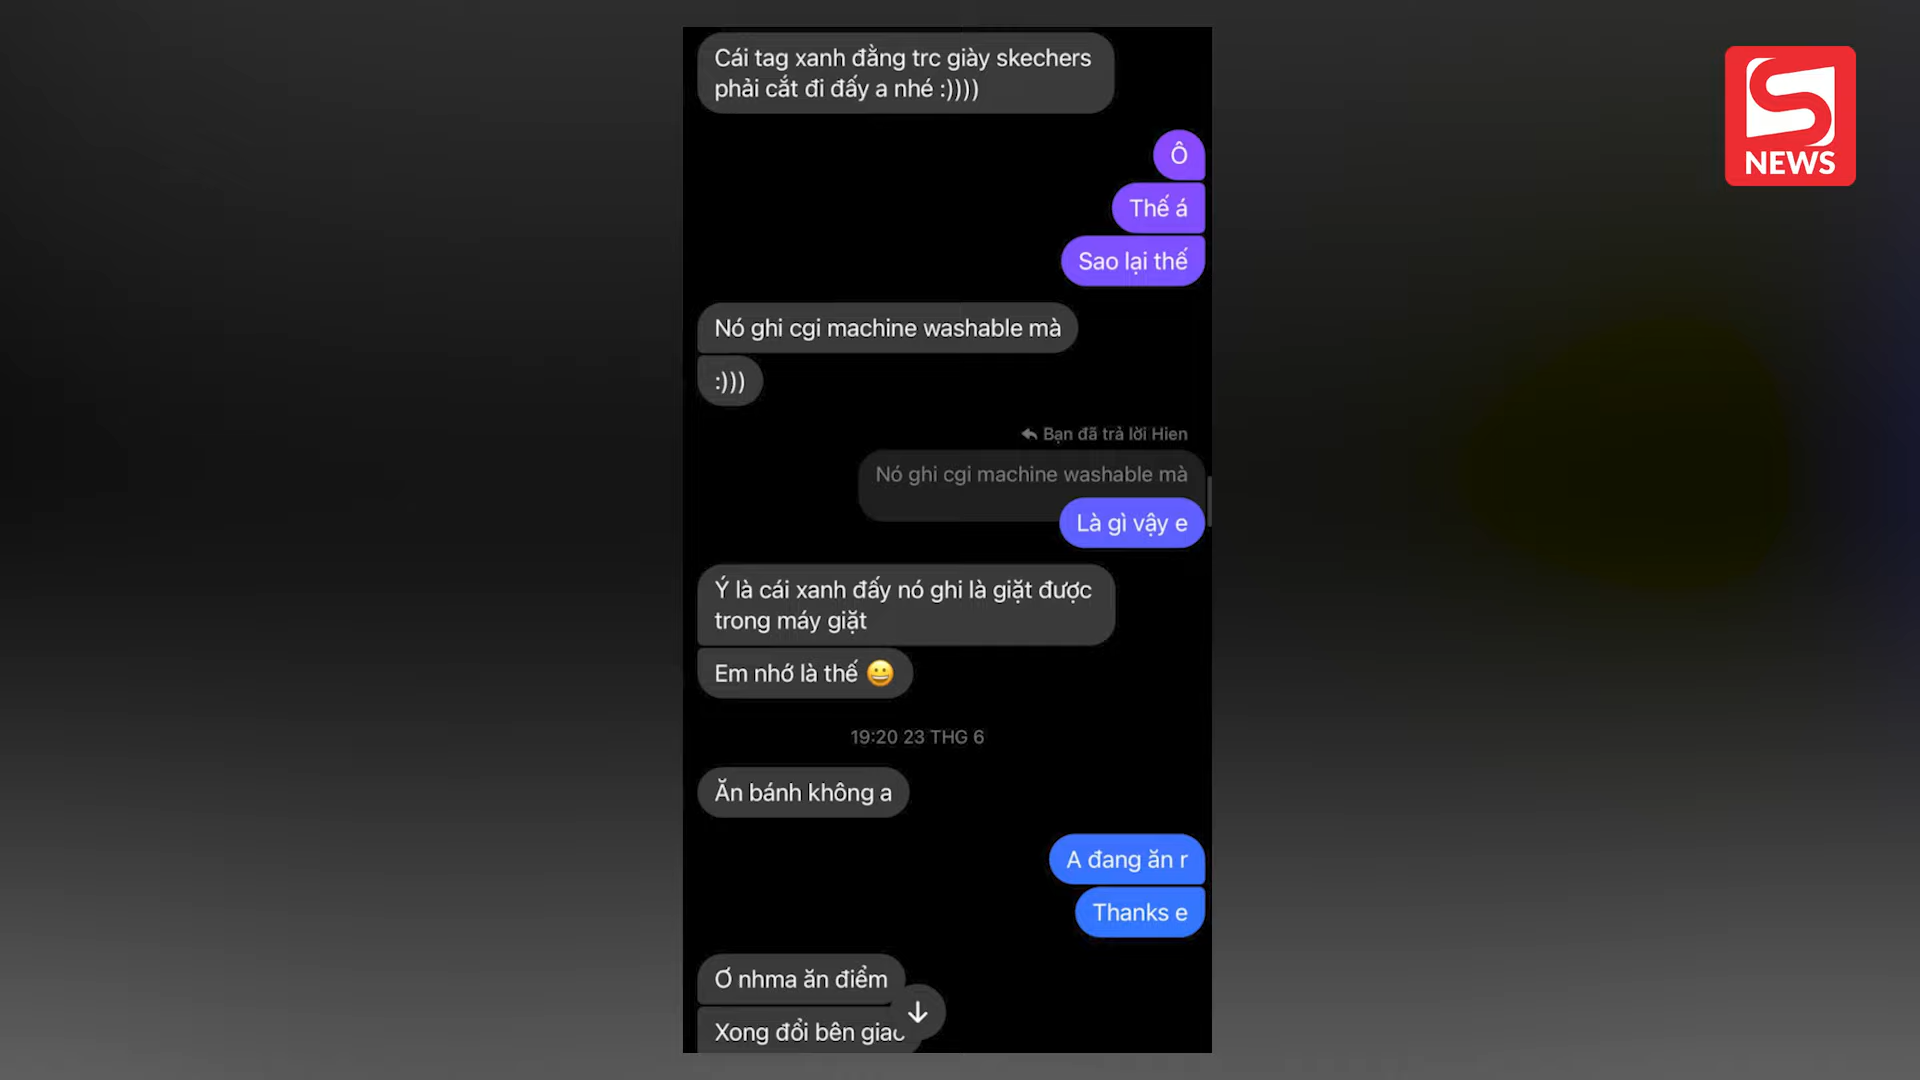 Cái tag xanh đằng trc giày skechers
phải cắt đi đấy a nhé :))))
Ô
Thế á
Sao lại thế
Nó ghi cgi machine washable mà
:)))
Bạn đã trả lời Hien
Nó ghi cgi machine washable mà
Là gì vậy e
Ý là cái xanh đấy nó ghi là giặt được
trong máy giặt
Em nhớ là thế 😀
19:20 23 THG 6
Ăn bánh không a
A đang ăn r
Thanks e
Ơ nhma ăn điểm
Xong đổi bên giao
S
NEWS